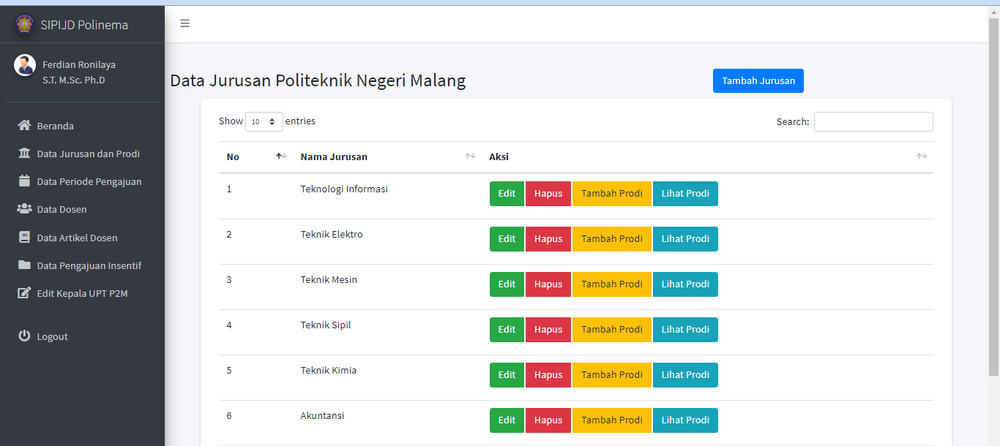 SIPIJD Polinema
Ferdian Ronilaya
S.T. M.Sc. Ph.D
Beranda
Data Jurusan dan Prodi
Data Periode Pengajuan
Data Dosen
Data Artikel Dosen
Data Pengajuan Insentif
Edit Kepala UPT P2M
Logout
Data Jurusan Politeknik Negeri Malang
Tambah Jurusan
Show 10 entries
Search:
No Nama Jurusan Aksi
1 Teknologi Informasi Edit Hapus Tambah Prodi Lihat Prodi
2 Teknik Elektro Edit Hapus Tambah Prodi Lihat Prodi
3 Teknik Mesin Edit Hapus Tambah Prodi Lihat Prodi
4 Teknik Sipil Edit Hapus Tambah Prodi Lihat Prodi
5 Teknik Kimia Edit Hapus Tambah Prodi Lihat Prodi
6 Akuntansi Edit Hapus Tambah Prodi Lihat Prodi